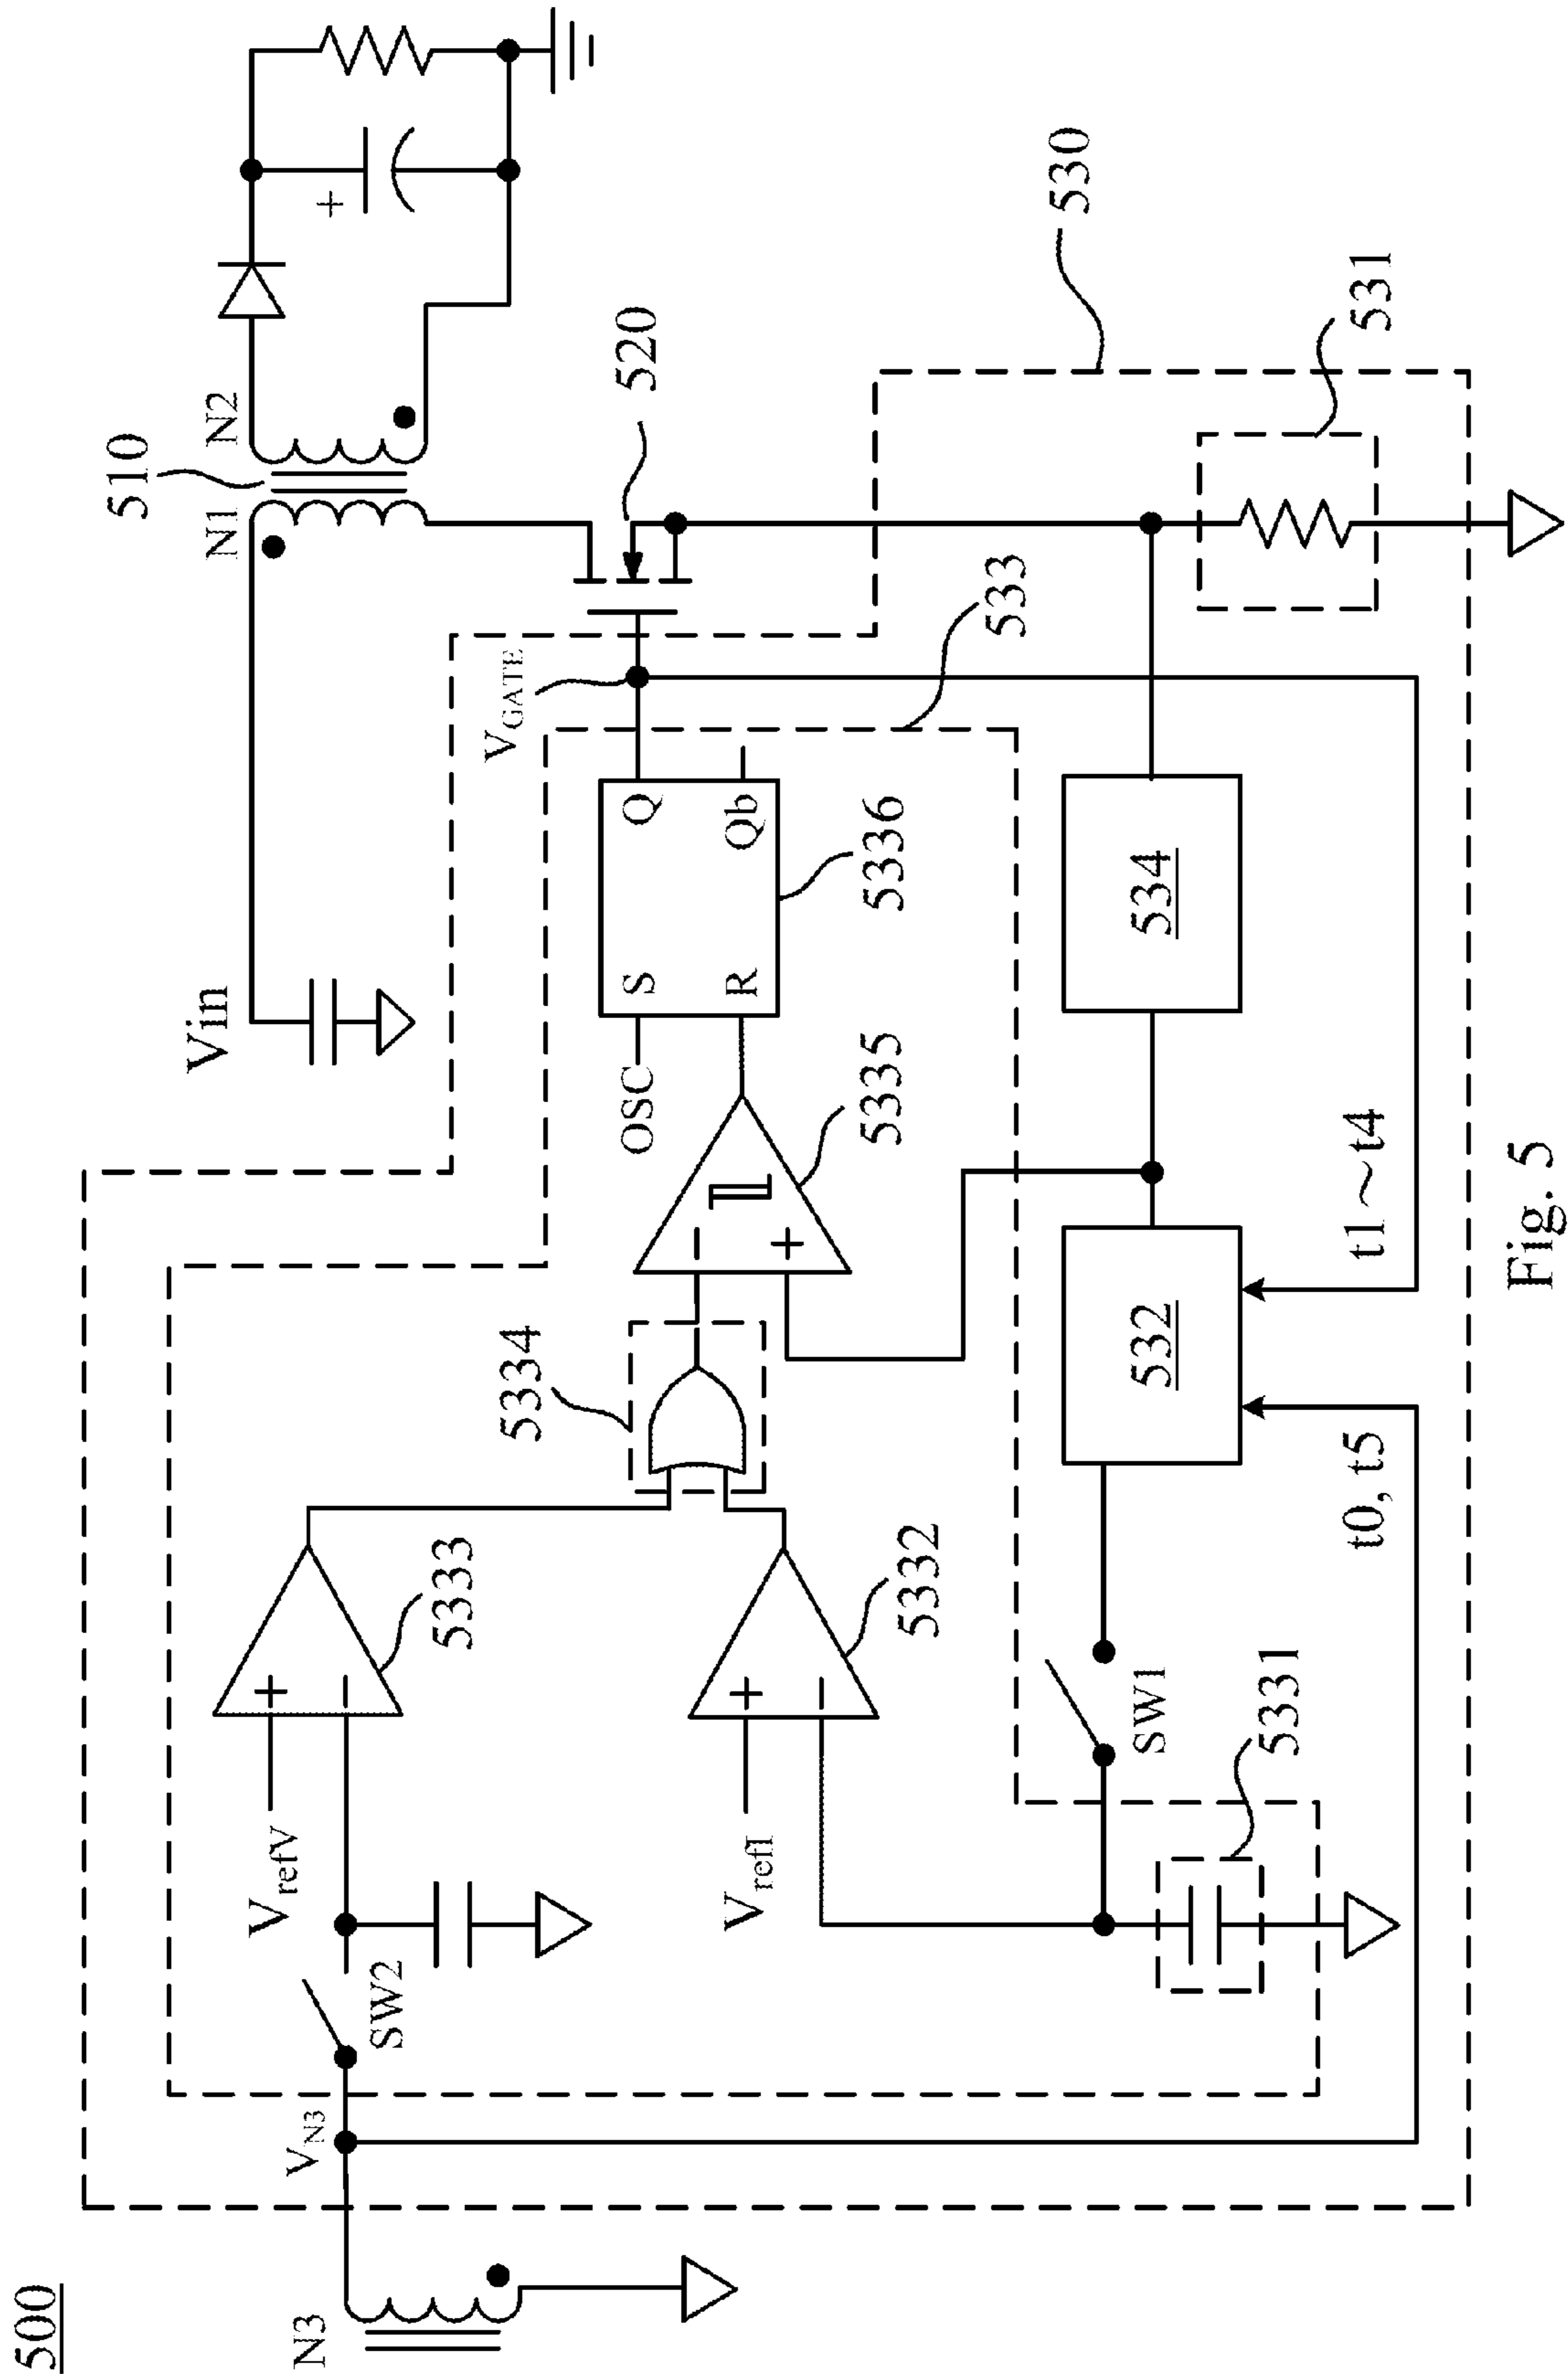 500
510
N1
N2
Vin
520
530
V_GATE
533
531
N3
V_N3
SW2
V_refV
+
−
5333
5334
OSC
S
R
Q
Qb
5336
5335
−
+
V_refI
+
−
5332
SW1
5331
532
534
t0, t5
t1~t4
+
Fig. 5